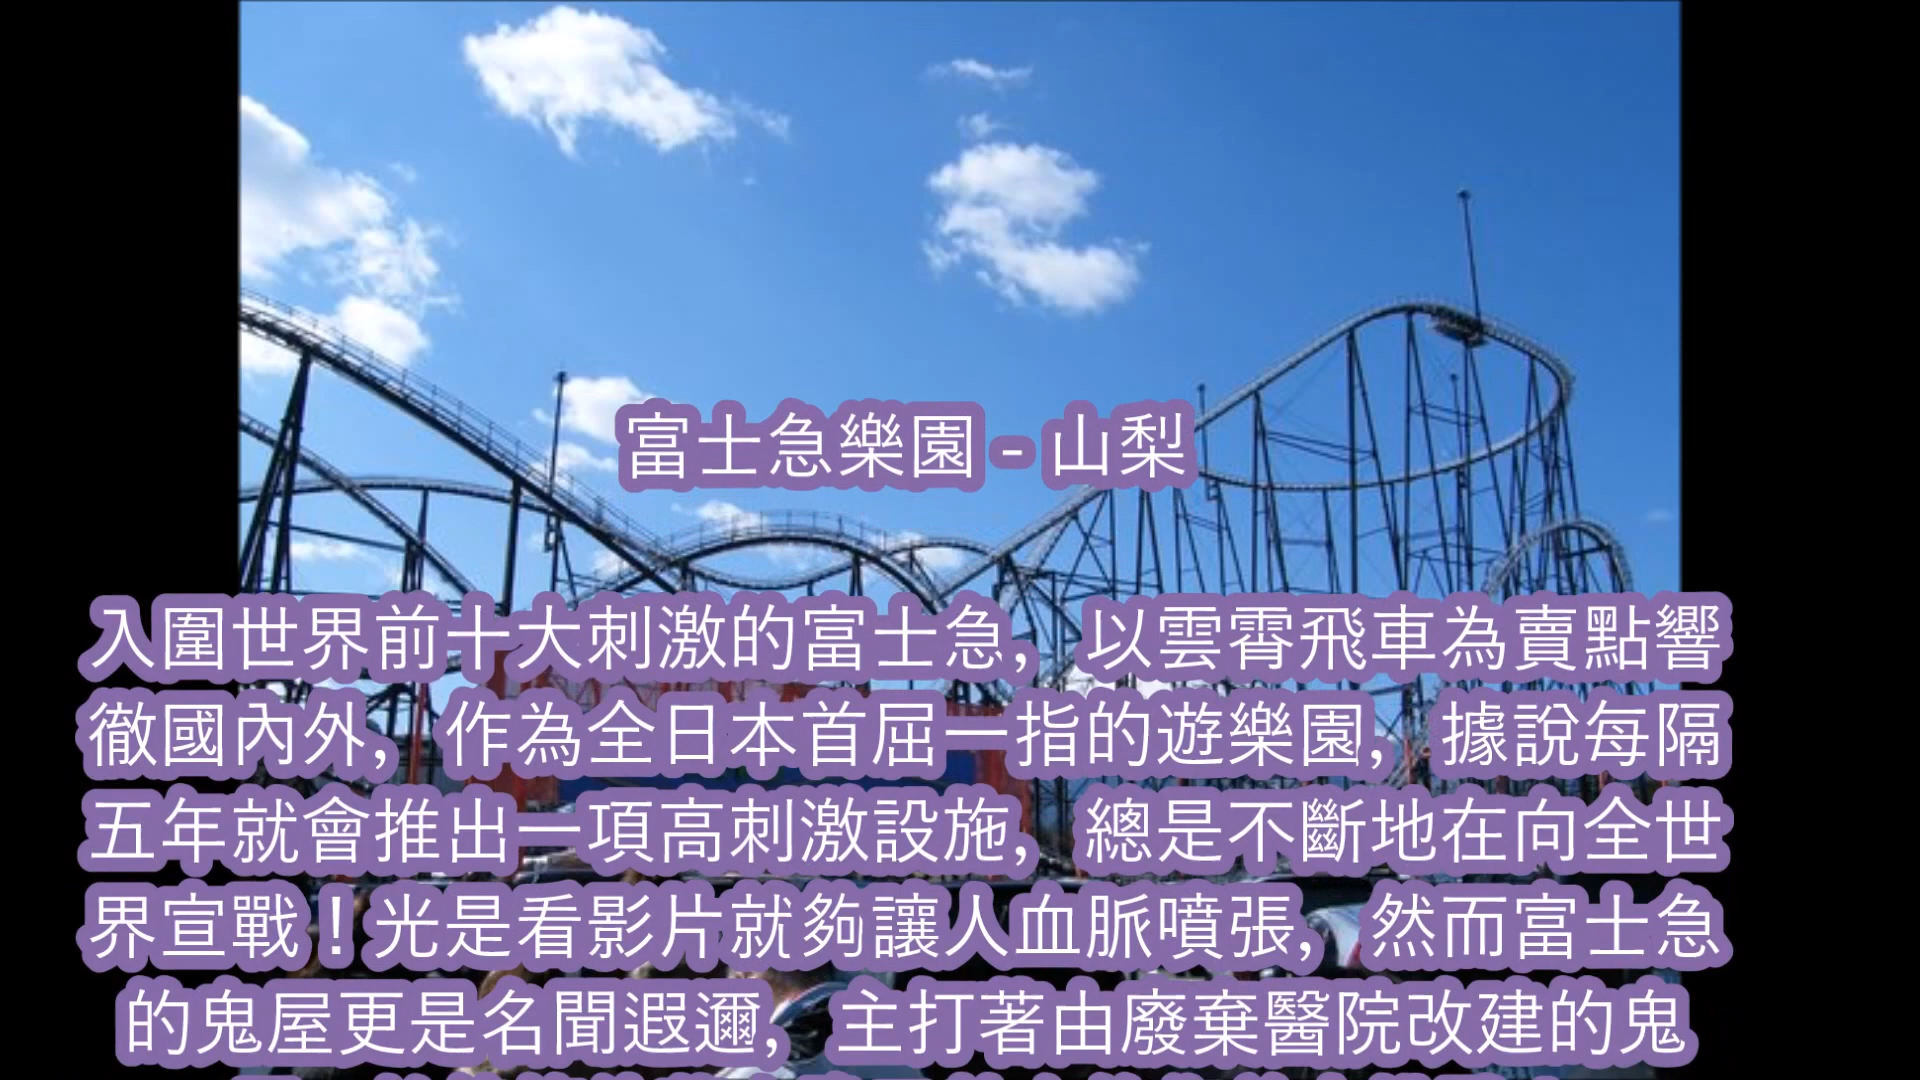 富士急樂園 - 山梨
入圍世界前十大刺激的富士急，以雲霄飛車為賣點響
徹國內外，作為全日本首屈一指的遊樂園，據說每隔
五年就會推出一項高刺激設施，總是不斷地在向全世
界宣戰！光是看影片就夠讓人血脈噴張，然而富士急
的鬼屋更是名聞遐邇，主打著由廢棄醫院改建的鬼